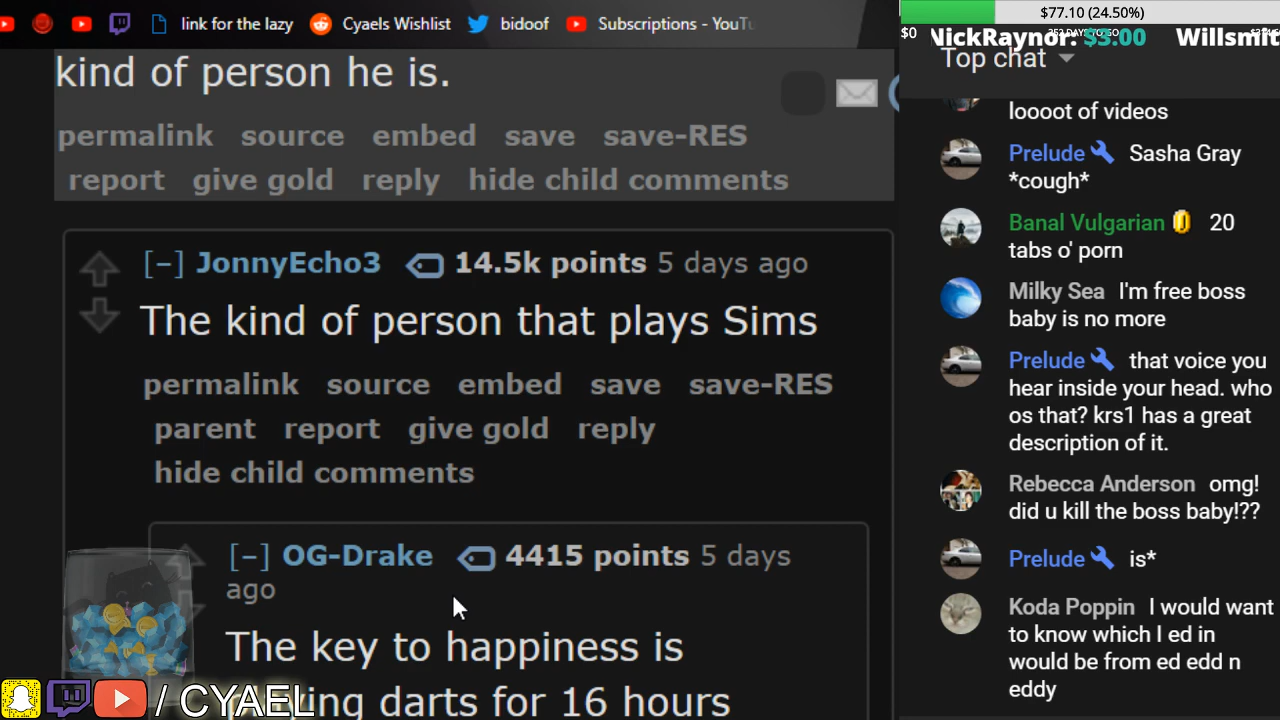 link for the lazy Cyaels Wishlist bidoof Subscriptions - YouTu
kind of person he is.
permalink source embed save save-RES
report give gold reply hide child comments
[–] JonnyEcho3 14.5k points 5 days ago
The kind of person that plays Sims
permalink source embed save save-RES
parent report give gold reply
hide child comments
[–] OG-Drake 4415 points 5 days
ago
The key to happiness is
ing darts for 16 hours
/ CYAEL
$77.10 (24.50%)
$0
NickRaynor: $3.00 Willsmit
Top chat
loooot of videos
Prelude Sasha Gray
*cough*
Banal Vulgarian 20
tabs o' porn
Milky Sea I'm free boss
baby is no more
Prelude that voice you
hear inside your head. who
os that? krs1 has a great
description of it.
Rebecca Anderson omg!
did u kill the boss baby!??
Prelude is*
Koda Poppin I would want
to know which I ed in
would be from ed edd n
eddy